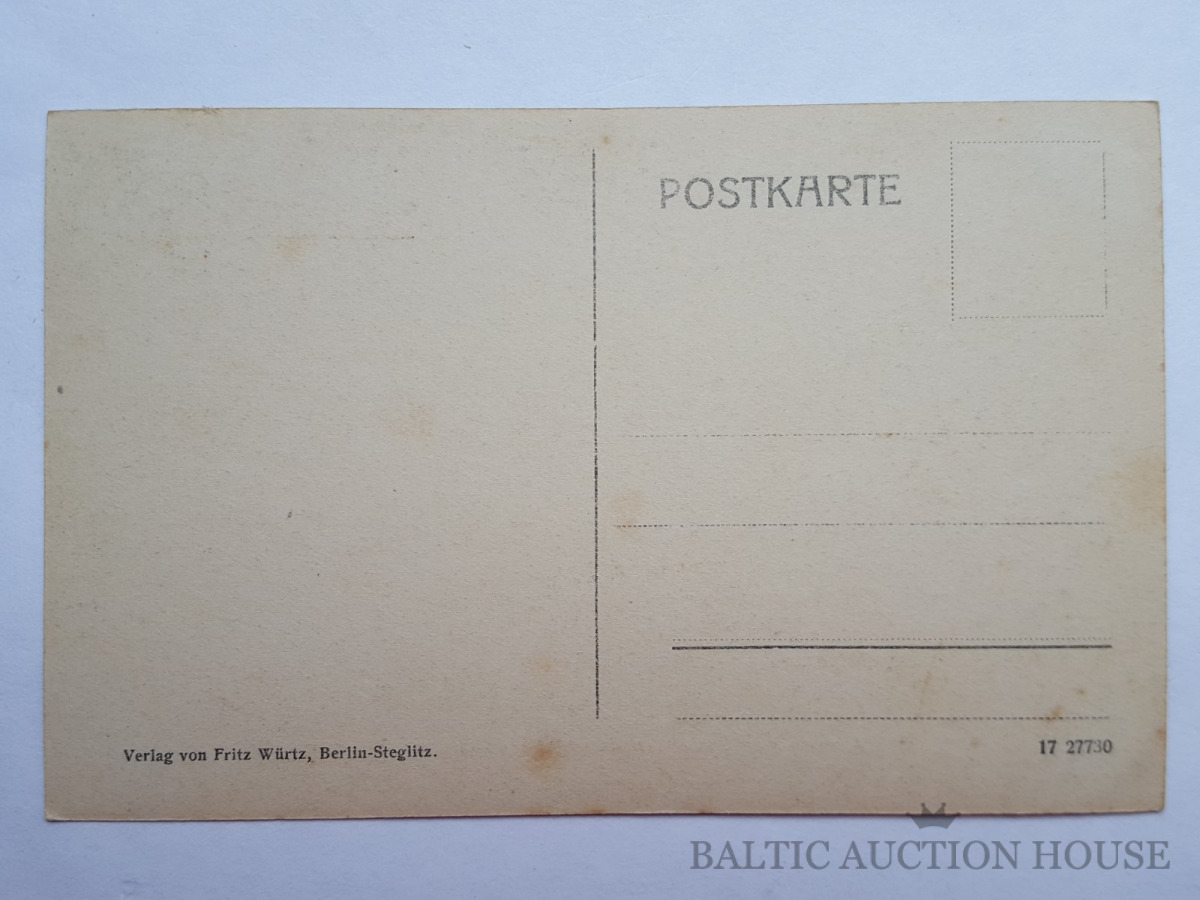 POSTKARTE
Verlag von Fritz Würtz, Berlin-Steglitz.
17 27730
BALTIC AUCTION HOUSE